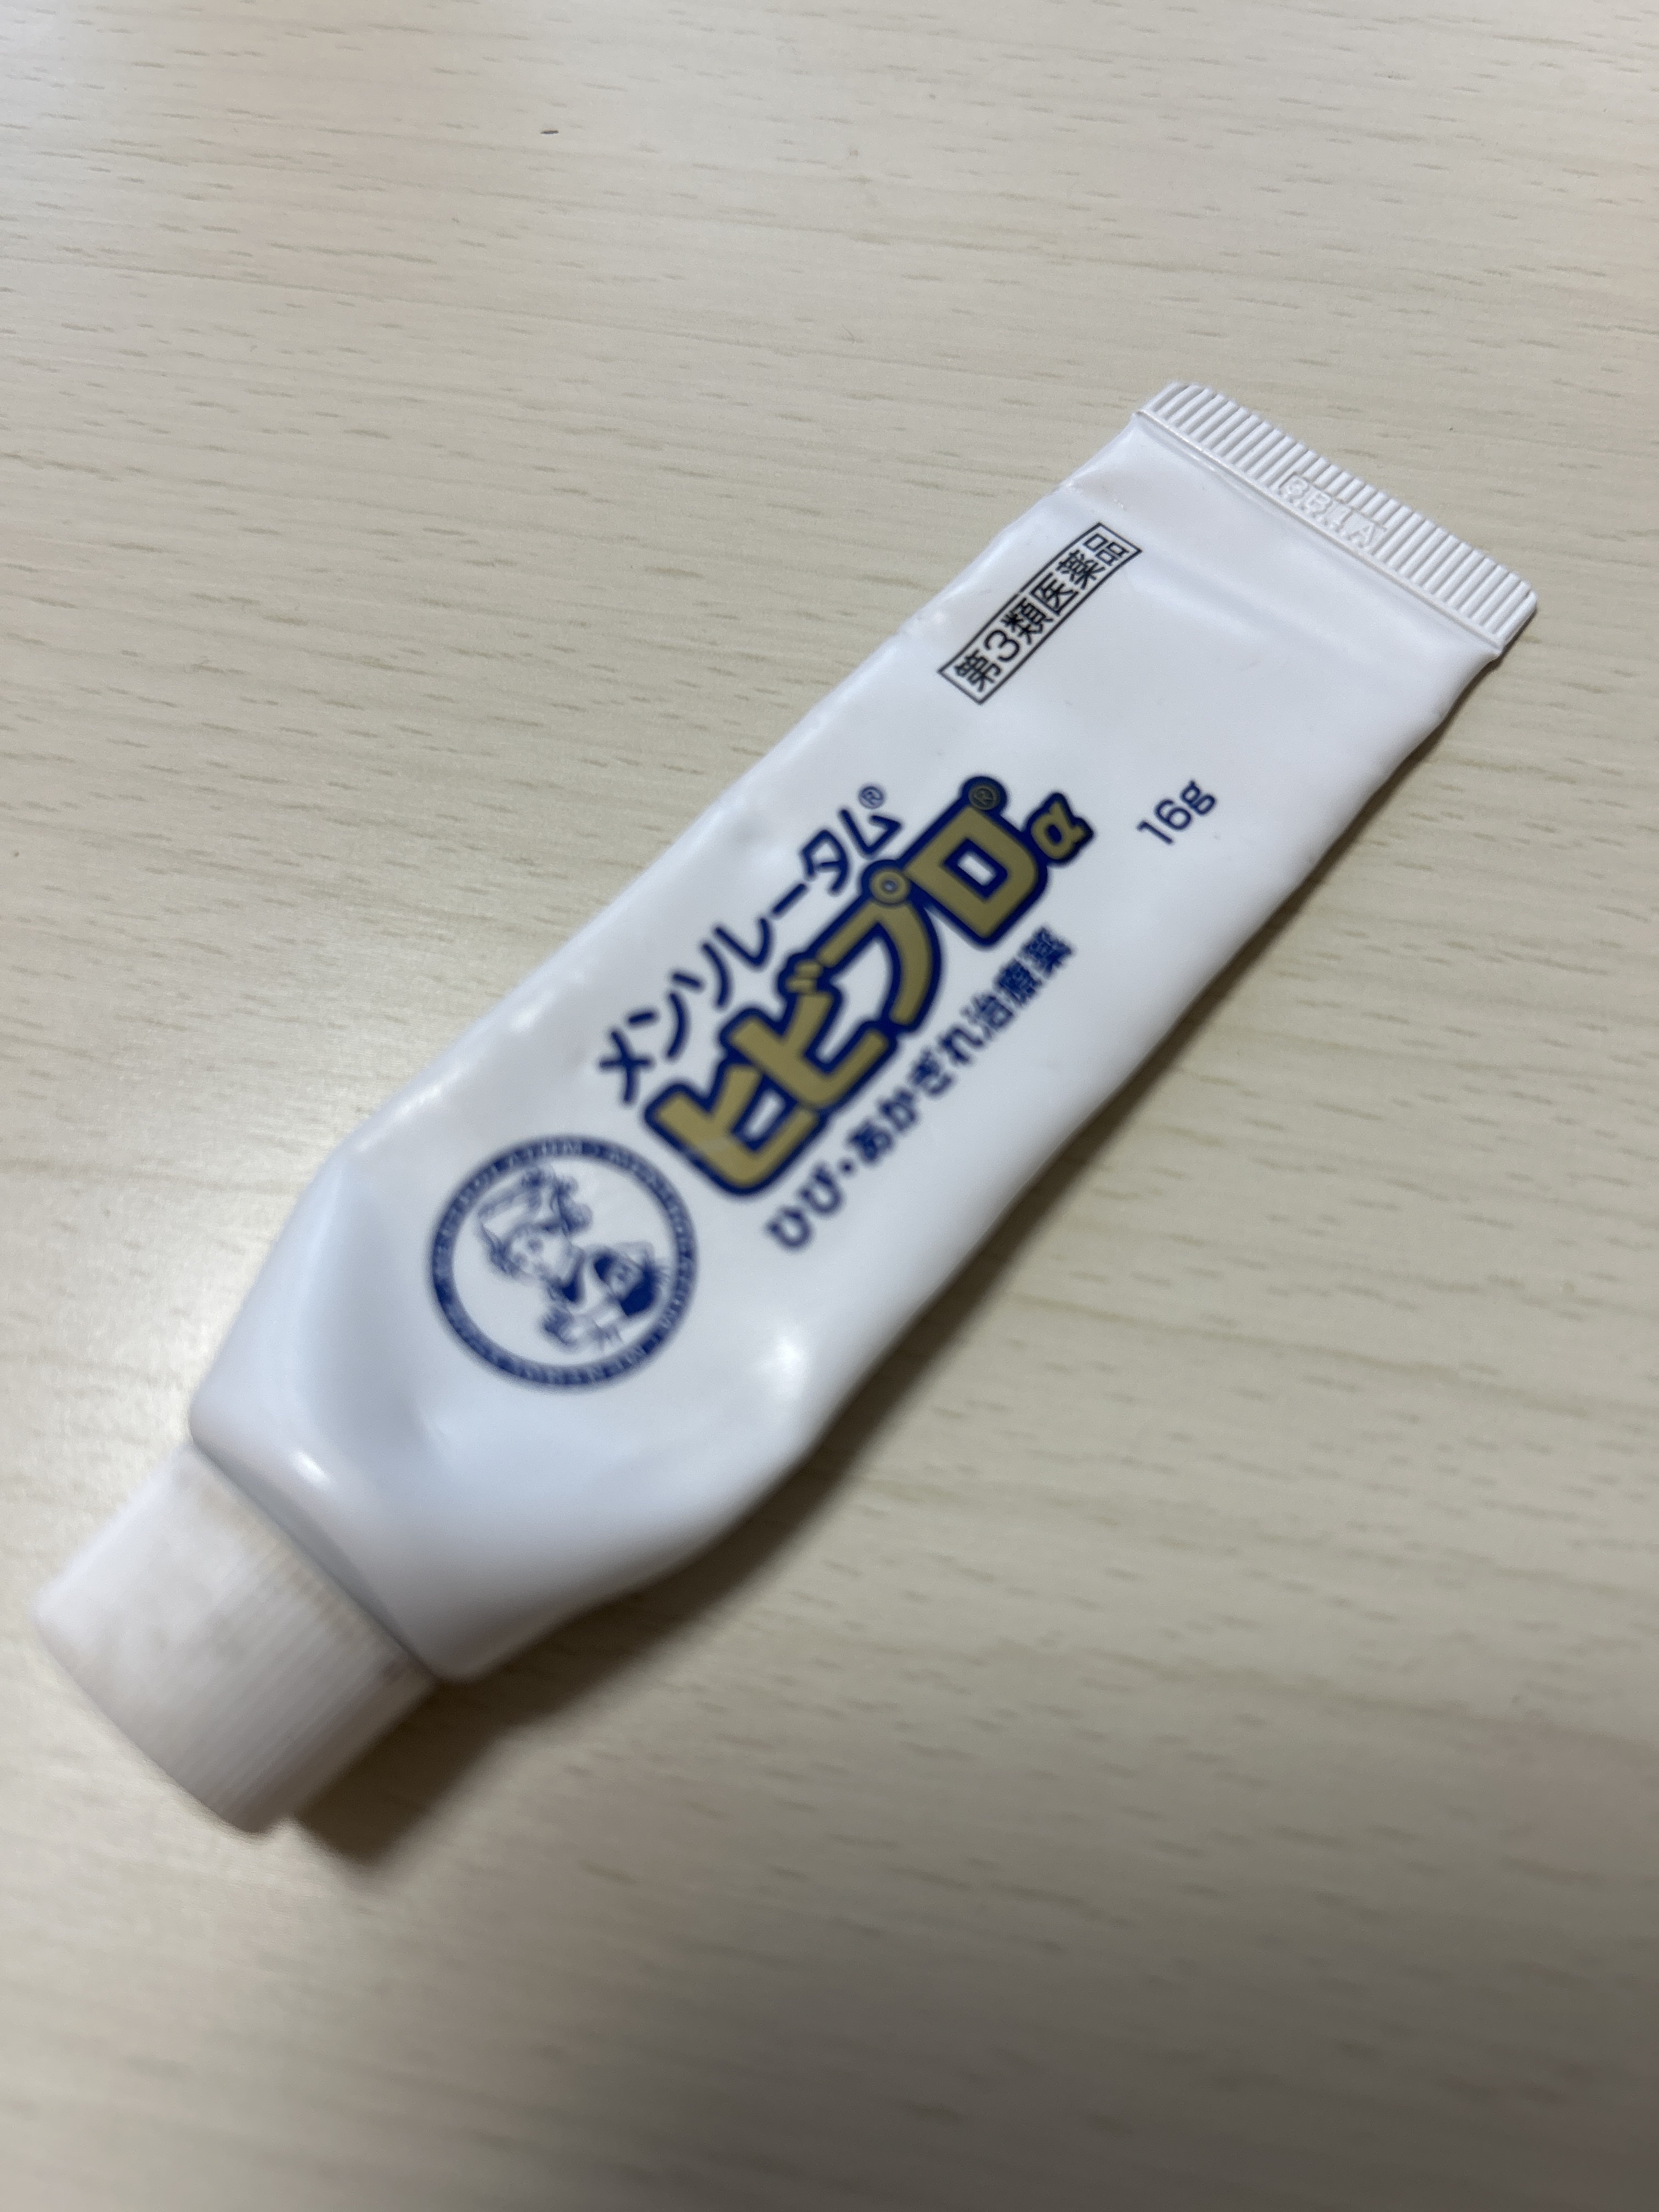 第3類医薬品
メンソレータム®
ヒビプロ®α
ひび・あかぎれ治療薬
16g